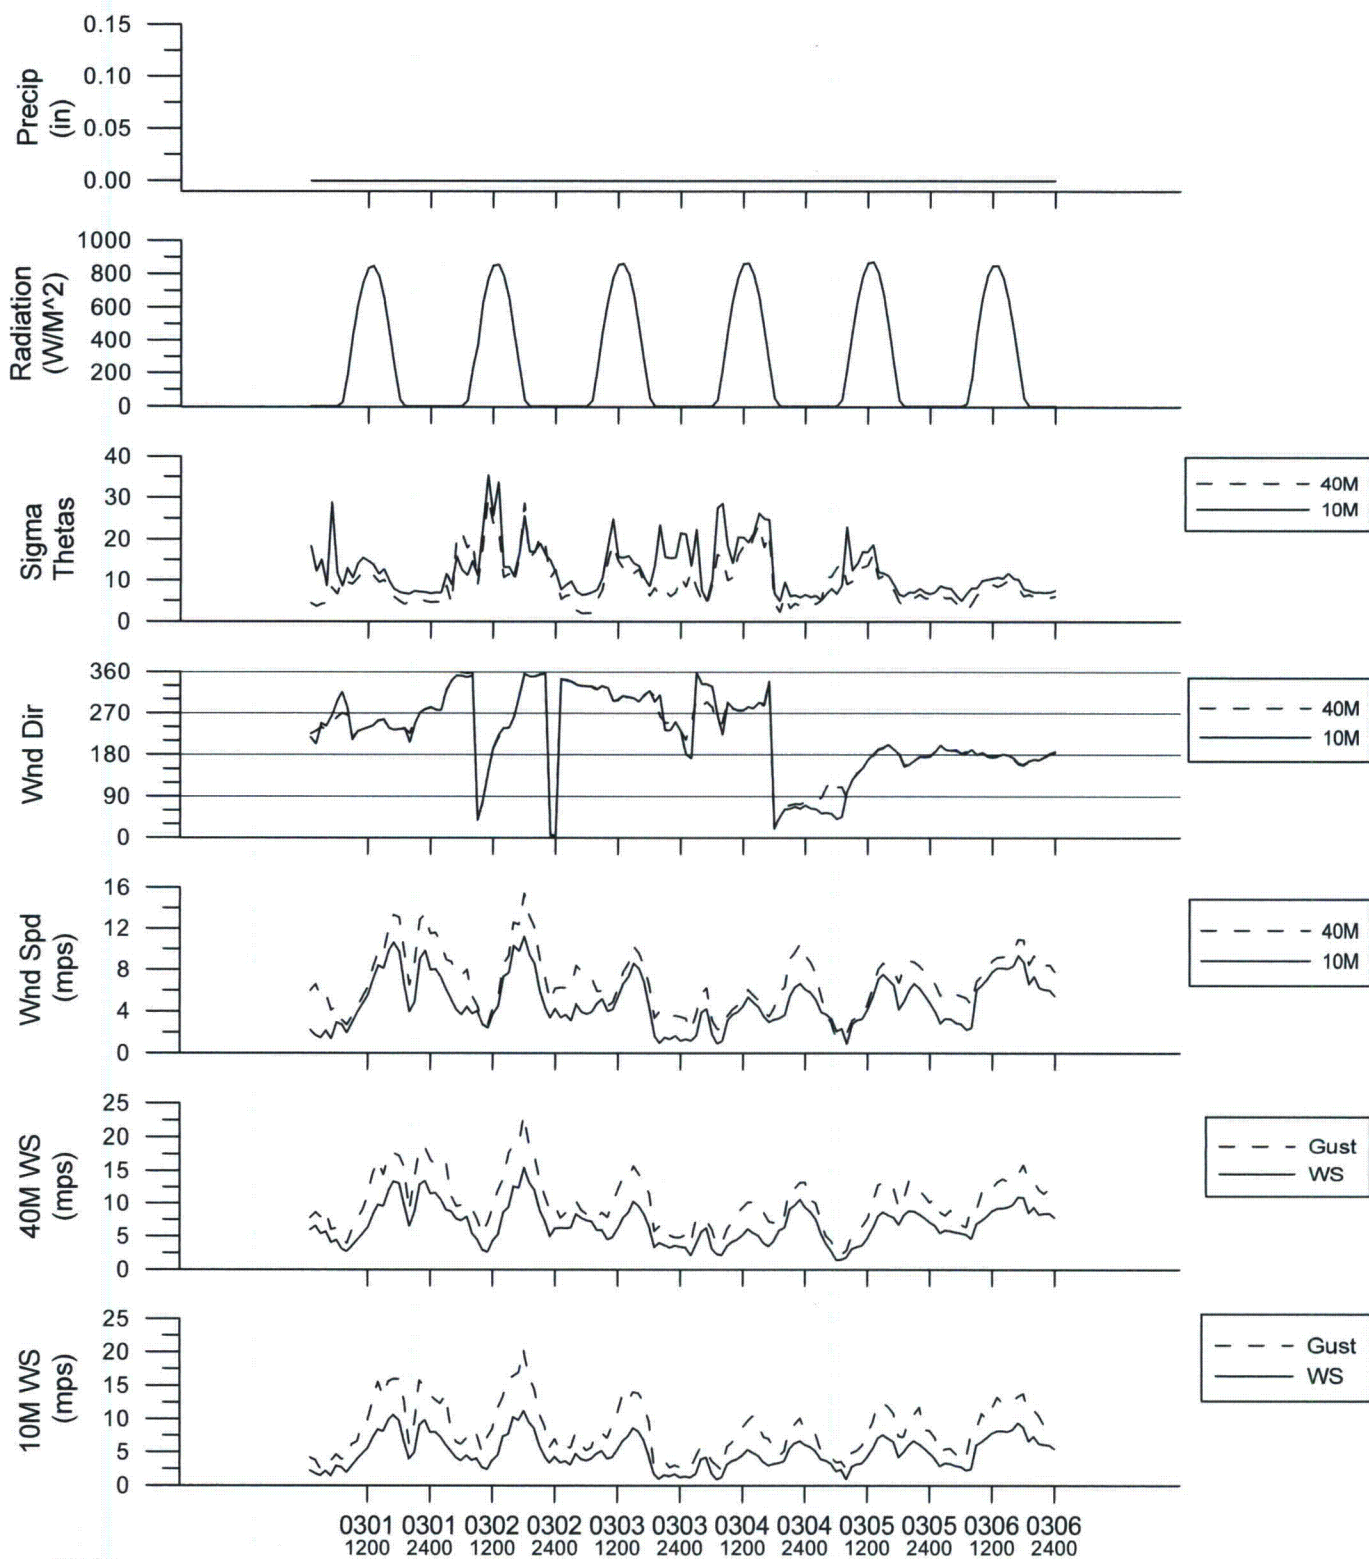 0.15
0.10
0.05
0.00
Precip
(in)
1000
800
600
400
200
0
Radiation
(W/M^2)
40
30
20
10
0
Sigma
Thetas
40M
10M
360
270
180
90
0
Wnd Dir
40M
10M
16
12
8
4
0
Wnd Spd
(mps)
40M
10M
25
20
15
10
5
0
40M WS
(mps)
Gust
WS
25
20
15
10
5
0
10M WS
(mps)
Gust
WS
0301 0301 0302 0302 0303 0303 0304 0304 0305 0305 0306 0306
1200 2400 1200 2400 1200 2400 1200 2400 1200 2400 1200 2400